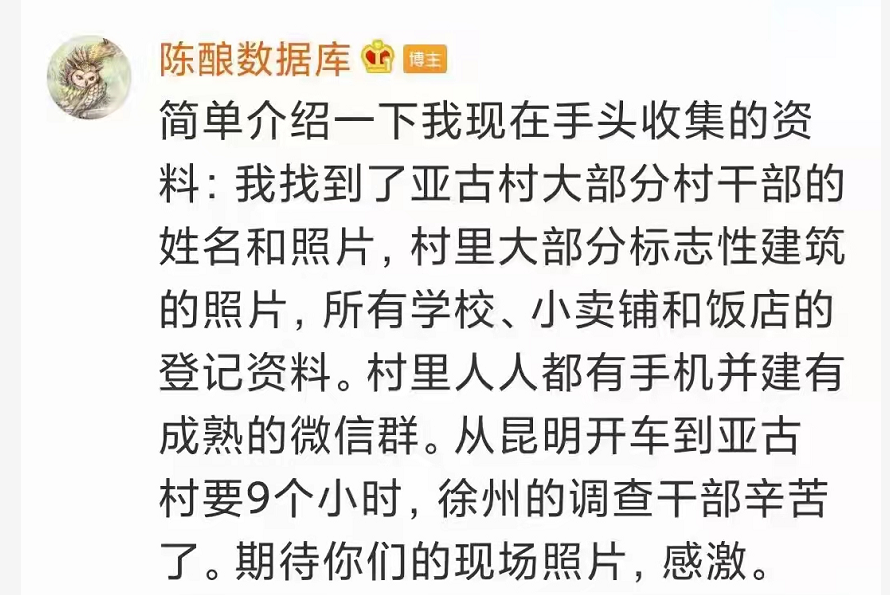 陈酿数据库 博主
简单介绍一下我现在手头收集的资
料：我找到了亚古村大部分村干部的
姓名和照片，村里大部分标志性建筑
的照片，所有学校、小卖铺和饭店的
登记资料。村里人人都有手机并建有
成熟的微信群。从昆明开车到亚古
村要9个小时，徐州的调查干部辛苦
了。期待你们的现场照片，感激。